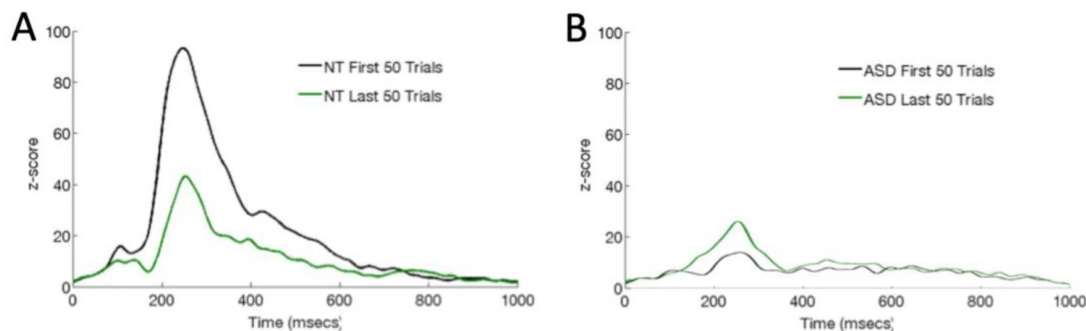 A
100
80
60
40
20
0
z-score
NT First 50 Trials
NT Last 50 Trials
0 200 400 600 800 1000
Time (msecs)
B
100
80
60
40
20
0
z-score
ASD First 50 Trials
ASD Last 50 Trials
0 200 400 600 800 1000
Time (msecs)